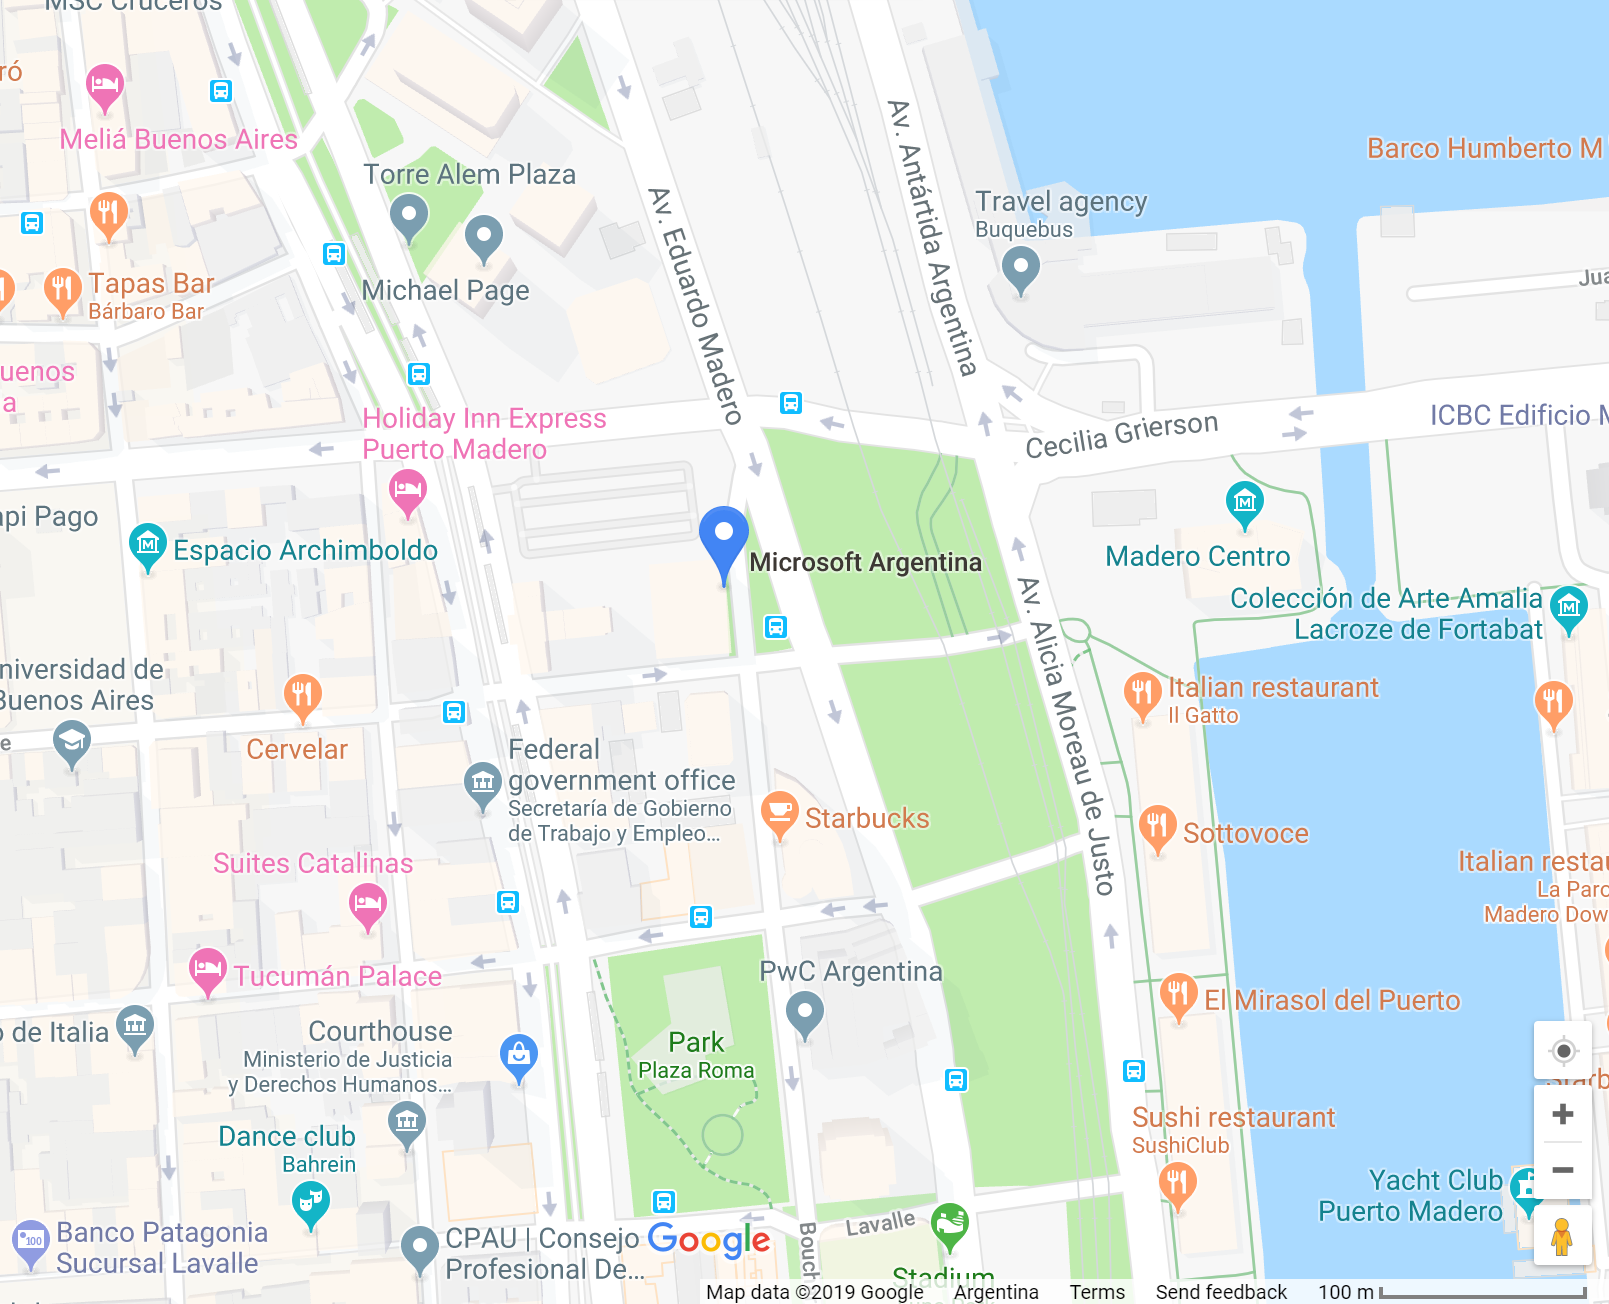 MSC Cruceros
ró
Meliá Buenos Aires
Torre Alem Plaza
Michael Page
Tapas Bar
Bárbaro Bar
Av. Eduardo Madero
Av. Antártida Argentina
Travel agency
Buquebus
Barco Humberto M
Jua
uenos
a
Holiday Inn Express
Puerto Madero
Cecilia Grierson
ICBC Edificio M
api Pago
Espacio Archimboldo
Microsoft Argentina
Madero Centro
Colección de Arte Amalia
Lacroze de Fortabat
Av. Alicia Moreau de Justo
niversidad de
Buenos Aires
e
Cervelar
Italian restaurant
Il Gatto
Federal
government office
Secretaría de Gobierno
de Trabajo y Empleo...
Starbucks
Sottovoce
Suites Catalinas
Italian restau
La Parc
Madero Dow
Tucumán Palace
PwC Argentina
El Mirasol del Puerto
o de Italia
Courthouse
Ministerio de Justicia
y Derechos Humanos...
Park
Plaza Roma
Starb
Dance club
Bahrein
Sushi restaurant
SushiClub
Yacht Club
Puerto Madero
100
Banco Patagonia
Sucursal Lavalle
CPAU | Consejo
Profesional De...
Google
Bouch
Lavalle
Stadium
Map data ©2019 Google
Argentina
Terms
Send feedback
100 m